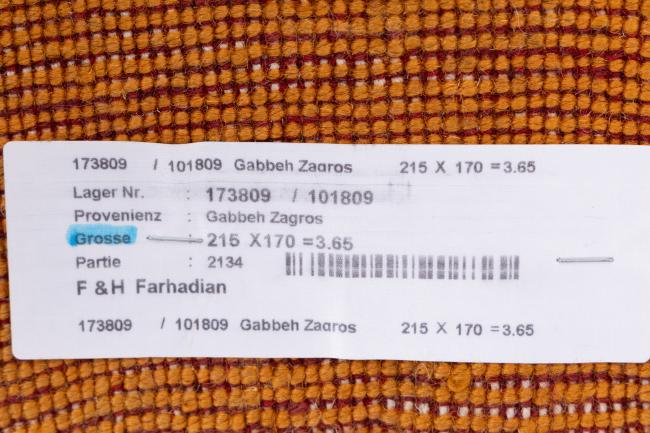 173809 / 101809 Gabbeh Zagros 215 X 170 =3.65
Lager Nr. : 173809 / 101809
Provenienz : Gabbeh Zagros
Grosse 215 X170 =3.65
Partie : 2134
F & H Farhadian
173809 / 101809 Gabbeh Zagros 215 X 170 =3.65